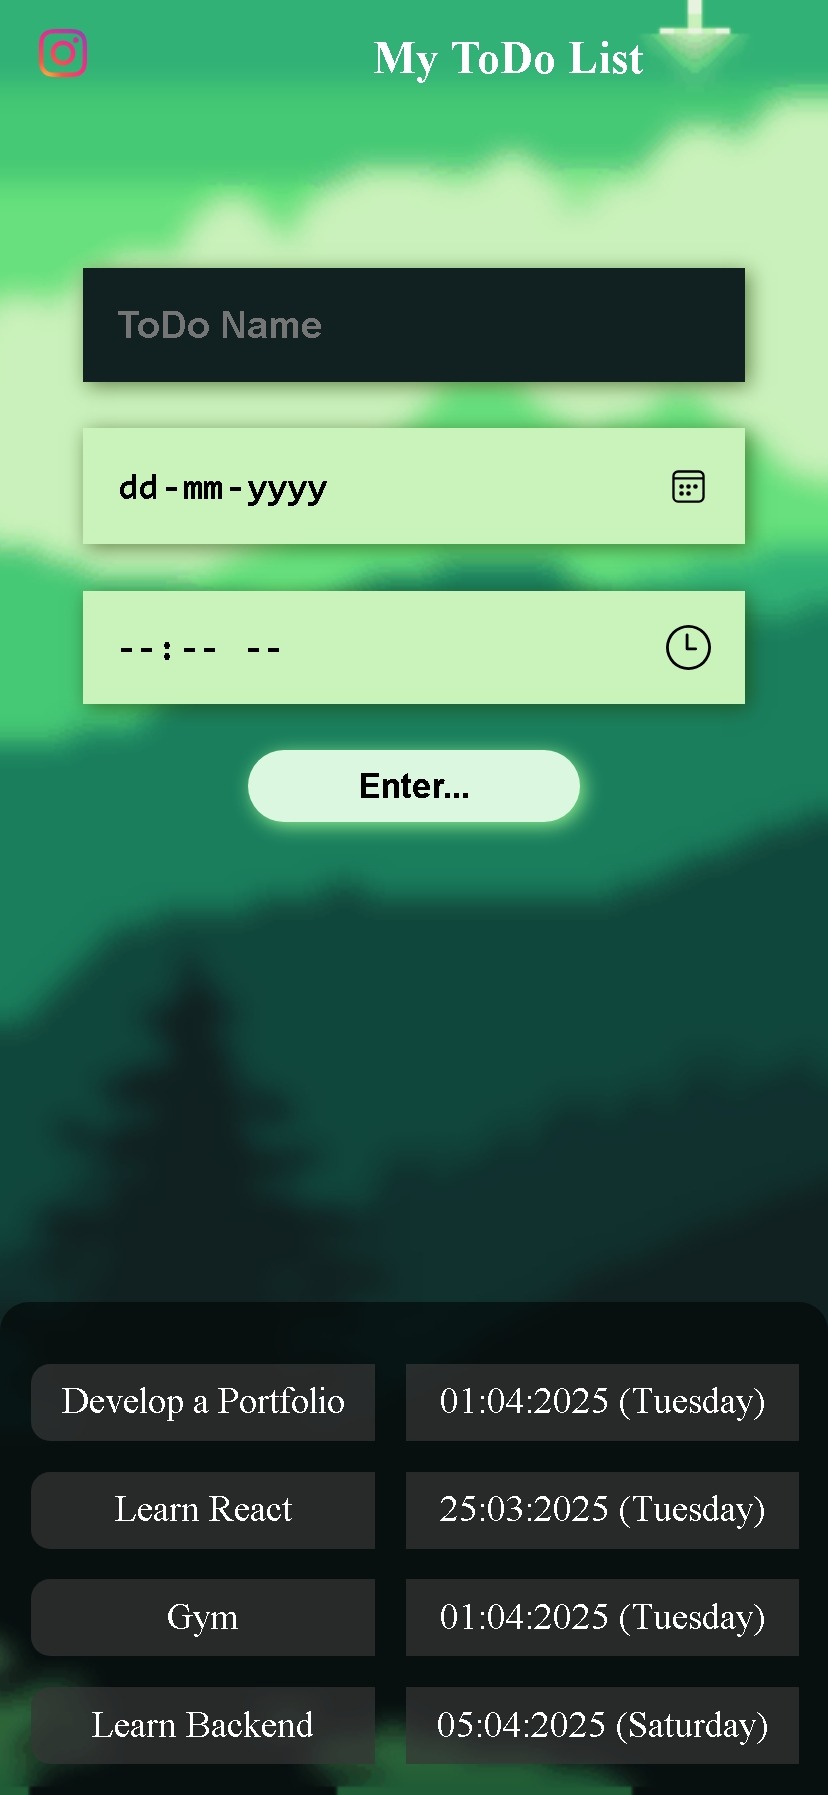 My ToDo List
ToDo Name
dd-mm-yyyy
--:-- --
Enter...
Develop a Portfolio 01:04:2025 (Tuesday)
Learn React 25:03:2025 (Tuesday)
Gym 01:04:2025 (Tuesday)
Learn Backend 05:04:2025 (Saturday)